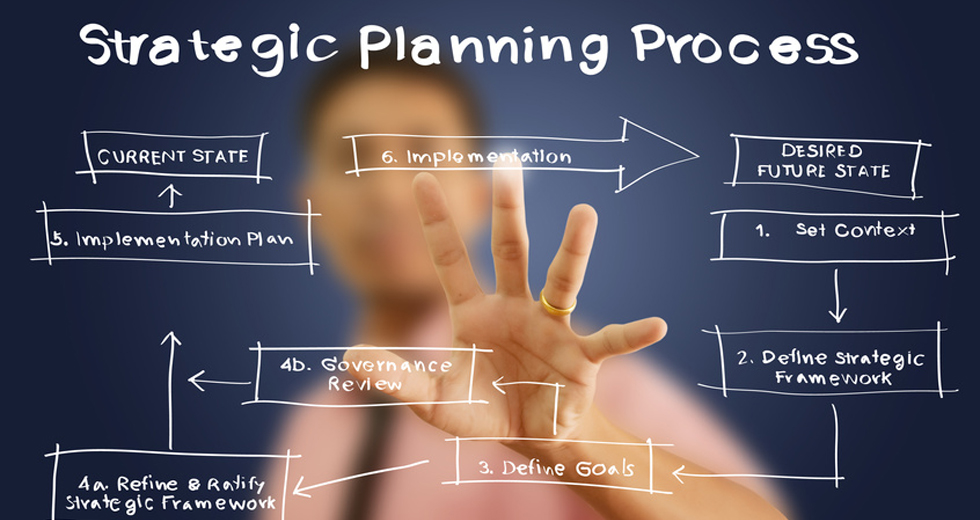 Strategic Planning Process
CURRENT STATE
6. Implementation
DESIRED
FUTURE STATE
5. Implementation Plan
1. Set Context
2. Define Strategic
Framework
4b. Governance
Review
3. Define Goals
4a. Refine & Ratify
Strategic Framework